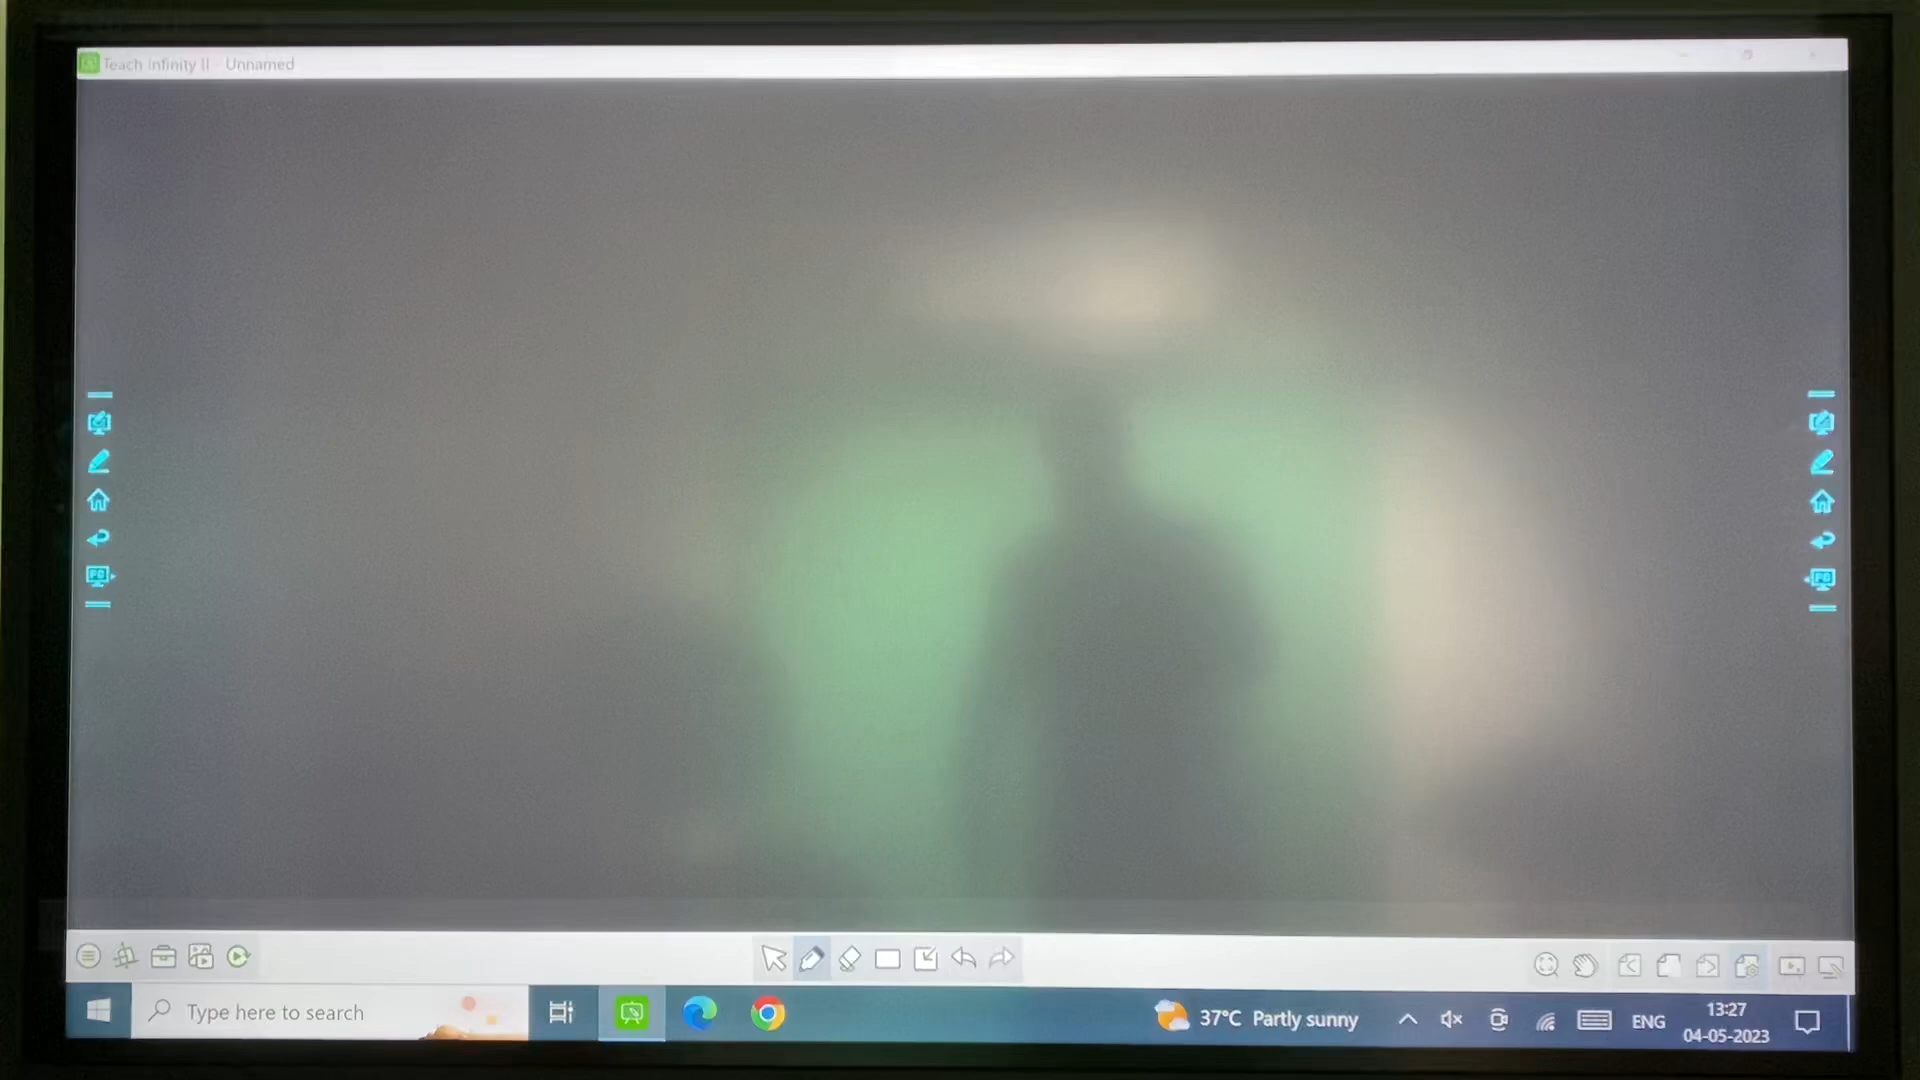 Teach Infinity II - Unnamed
Type here to search
37°C Partly sunny
ENG
13:27
04-05-2023